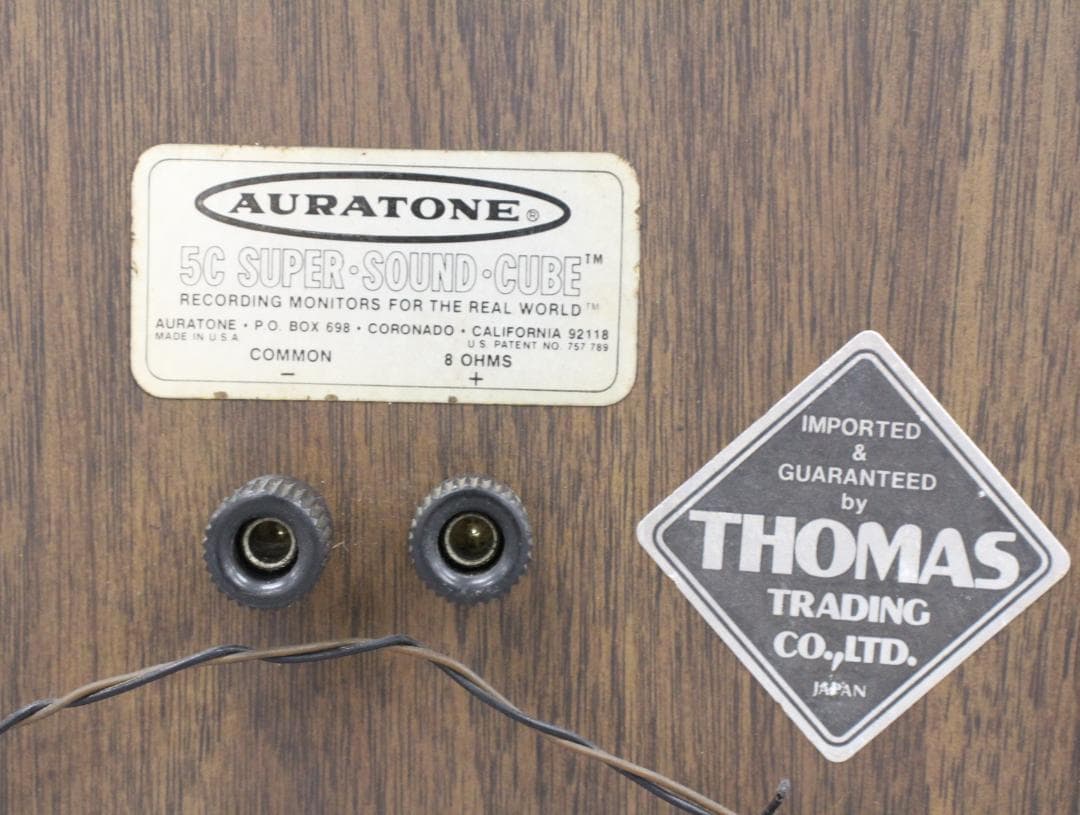 AURATONE®
5C SUPER·SOUND·CUBE™
RECORDING MONITORS FOR THE REAL WORLD™
AURATONE · P.O. BOX 698 · CORONADO · CALIFORNIA 92118
MADE IN U.S.A. U.S. PATENT NO. 757 789
COMMON 8 OHMS
− +
IMPORTED
&
GUARANTEED
by
THOMAS
TRADING
CO.,LTD.
JAPAN